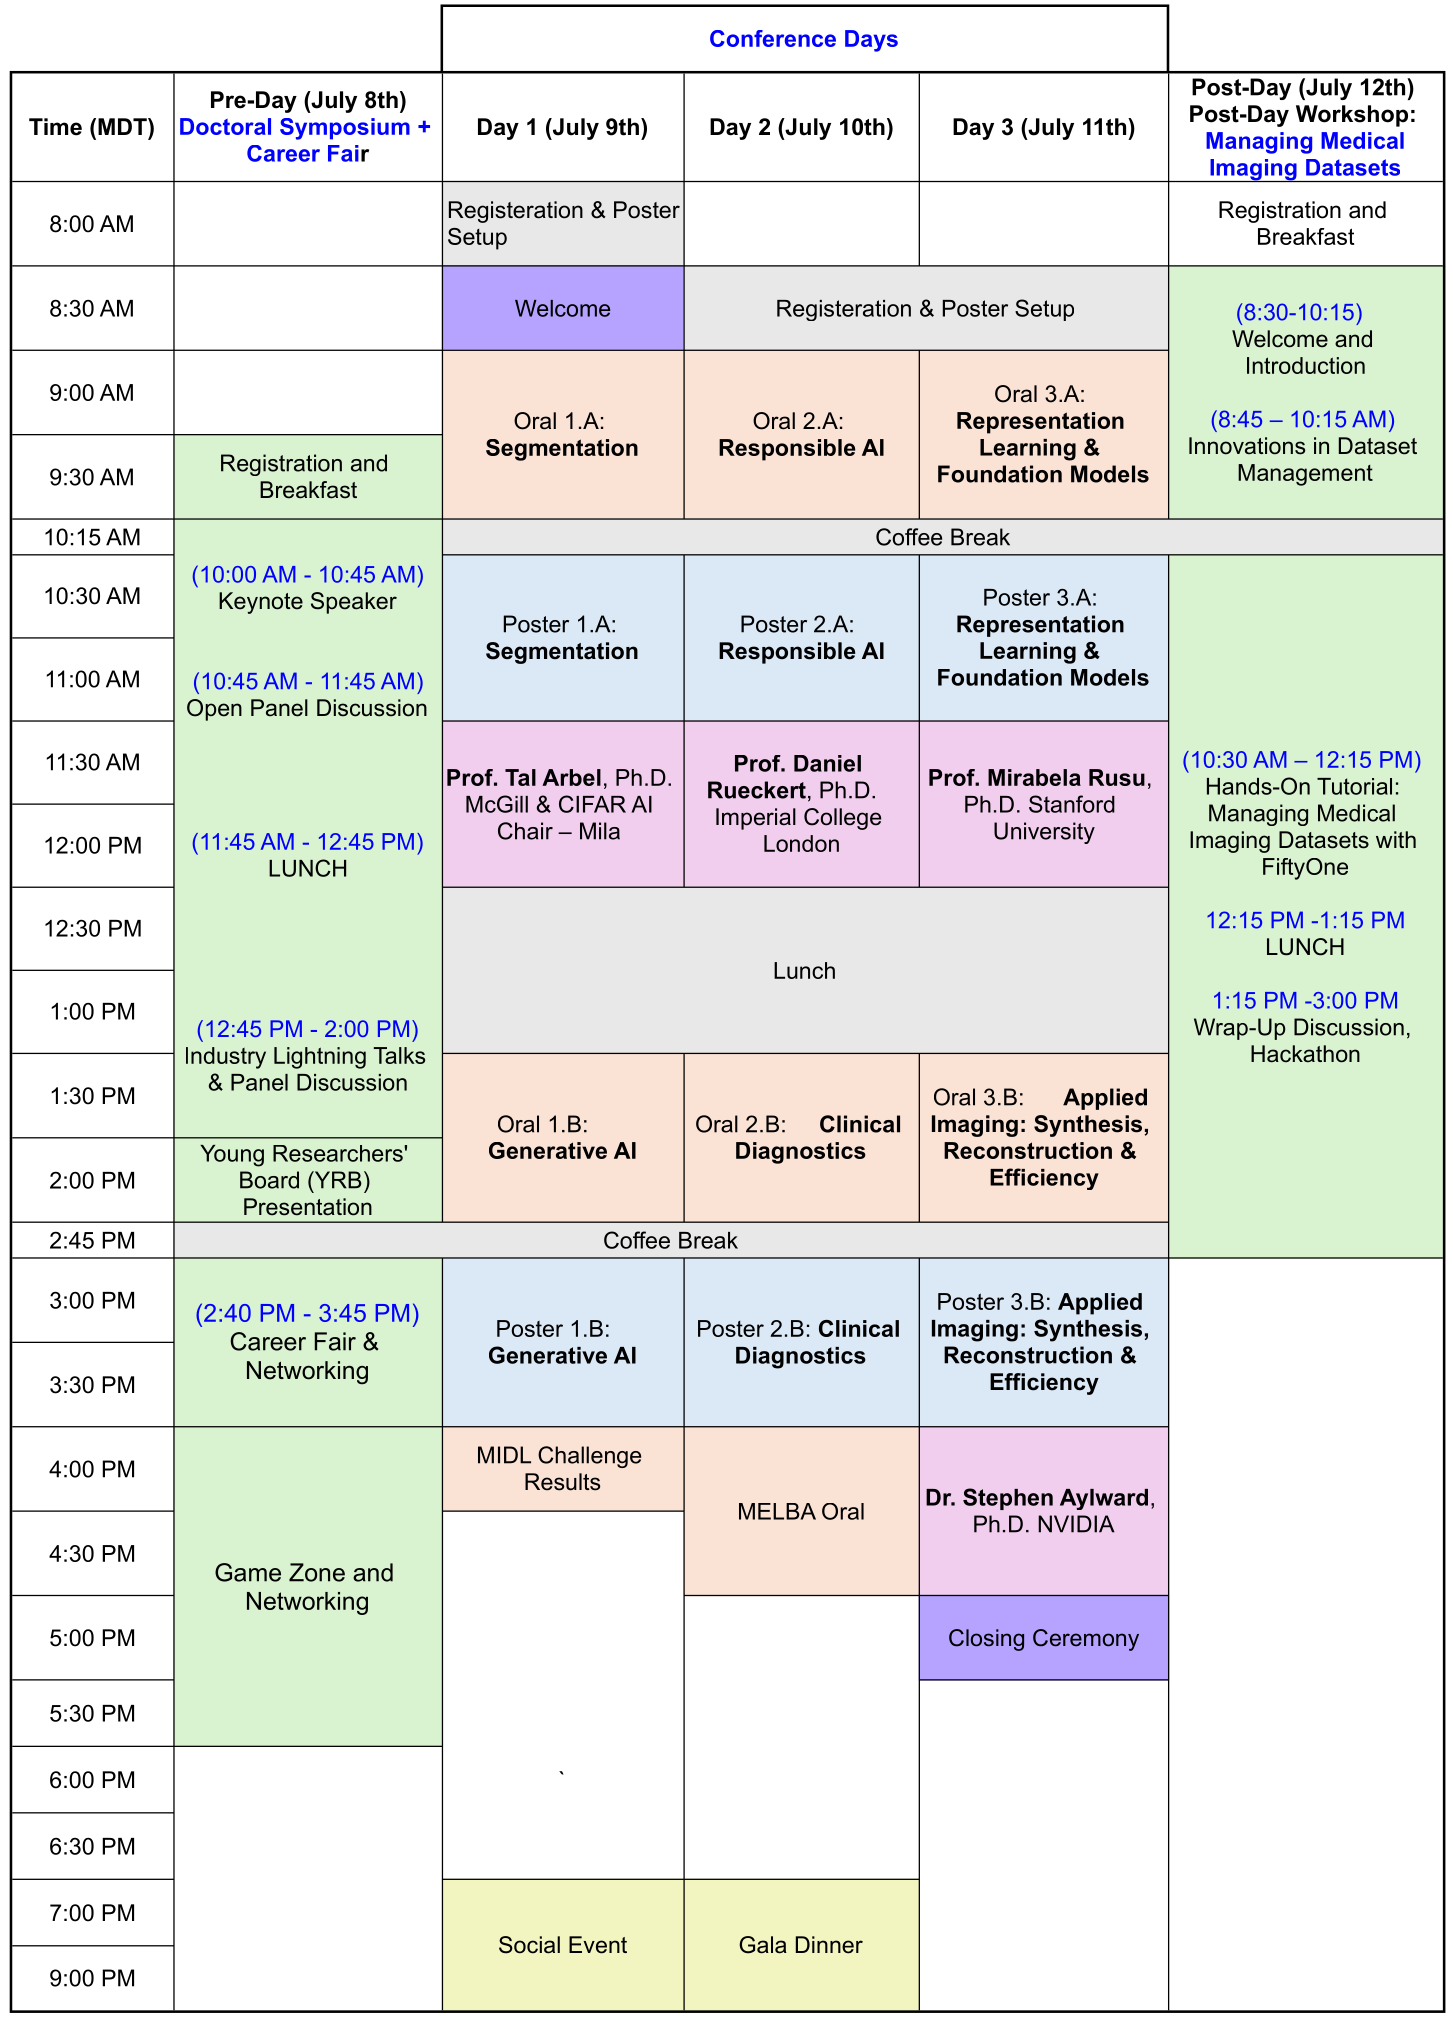 Conference Days
Time (MDT)
Pre-Day (July 8th)
Doctoral Symposium +
Career Fair
Day 1 (July 9th)
Day 2 (July 10th)
Day 3 (July 11th)
Post-Day (July 12th)
Post-Day Workshop:
Managing Medical
Imaging Datasets
8:00 AM
Registeration & Poster
Setup
Registration and
Breakfast
8:30 AM
Welcome
Registeration & Poster Setup
(8:30-10:15)
Welcome and
Introduction
(8:45 – 10:15 AM)
Innovations in Dataset
Management
9:00 AM
Oral 1.A:
Segmentation
Oral 2.A:
Responsible AI
Oral 3.A:
Representation
Learning &
Foundation Models
9:30 AM
Registration and
Breakfast
10:15 AM
Coffee Break
(10:00 AM - 10:45 AM)
Keynote Speaker
(10:45 AM - 11:45 AM)
Open Panel Discussion
(11:45 AM - 12:45 PM)
LUNCH
(12:45 PM - 2:00 PM)
Industry Lightning Talks
& Panel Discussion
10:30 AM
Poster 1.A:
Segmentation
Poster 2.A:
Responsible AI
Poster 3.A:
Representation
Learning &
Foundation Models
(10:30 AM – 12:15 PM)
Hands-On Tutorial:
Managing Medical
Imaging Datasets with
FiftyOne
12:15 PM -1:15 PM
LUNCH
1:15 PM -3:00 PM
Wrap-Up Discussion,
Hackathon
11:00 AM
11:30 AM
Prof. Tal Arbel, Ph.D.
McGill & CIFAR AI
Chair – Mila
Prof. Daniel
Rueckert, Ph.D.
Imperial College
London
Prof. Mirabela Rusu,
Ph.D. Stanford
University
12:00 PM
12:30 PM
Lunch
1:00 PM
1:30 PM
Oral 1.B:
Generative AI
Oral 2.B: Clinical
Diagnostics
Oral 3.B: Applied
Imaging: Synthesis,
Reconstruction &
Efficiency
2:00 PM
Young Researchers'
Board (YRB)
Presentation
2:45 PM
Coffee Break
3:00 PM
(2:40 PM - 3:45 PM)
Career Fair &
Networking
Poster 1.B:
Generative AI
Poster 2.B: Clinical
Diagnostics
Poster 3.B: Applied
Imaging: Synthesis,
Reconstruction &
Efficiency
3:30 PM
4:00 PM
Game Zone and
Networking
MIDL Challenge
Results
MELBA Oral
Dr. Stephen Aylward,
Ph.D. NVIDIA
4:30 PM
5:00 PM
Closing Ceremony
5:30 PM
6:00 PM
`
6:30 PM
7:00 PM
Social Event
Gala Dinner
9:00 PM